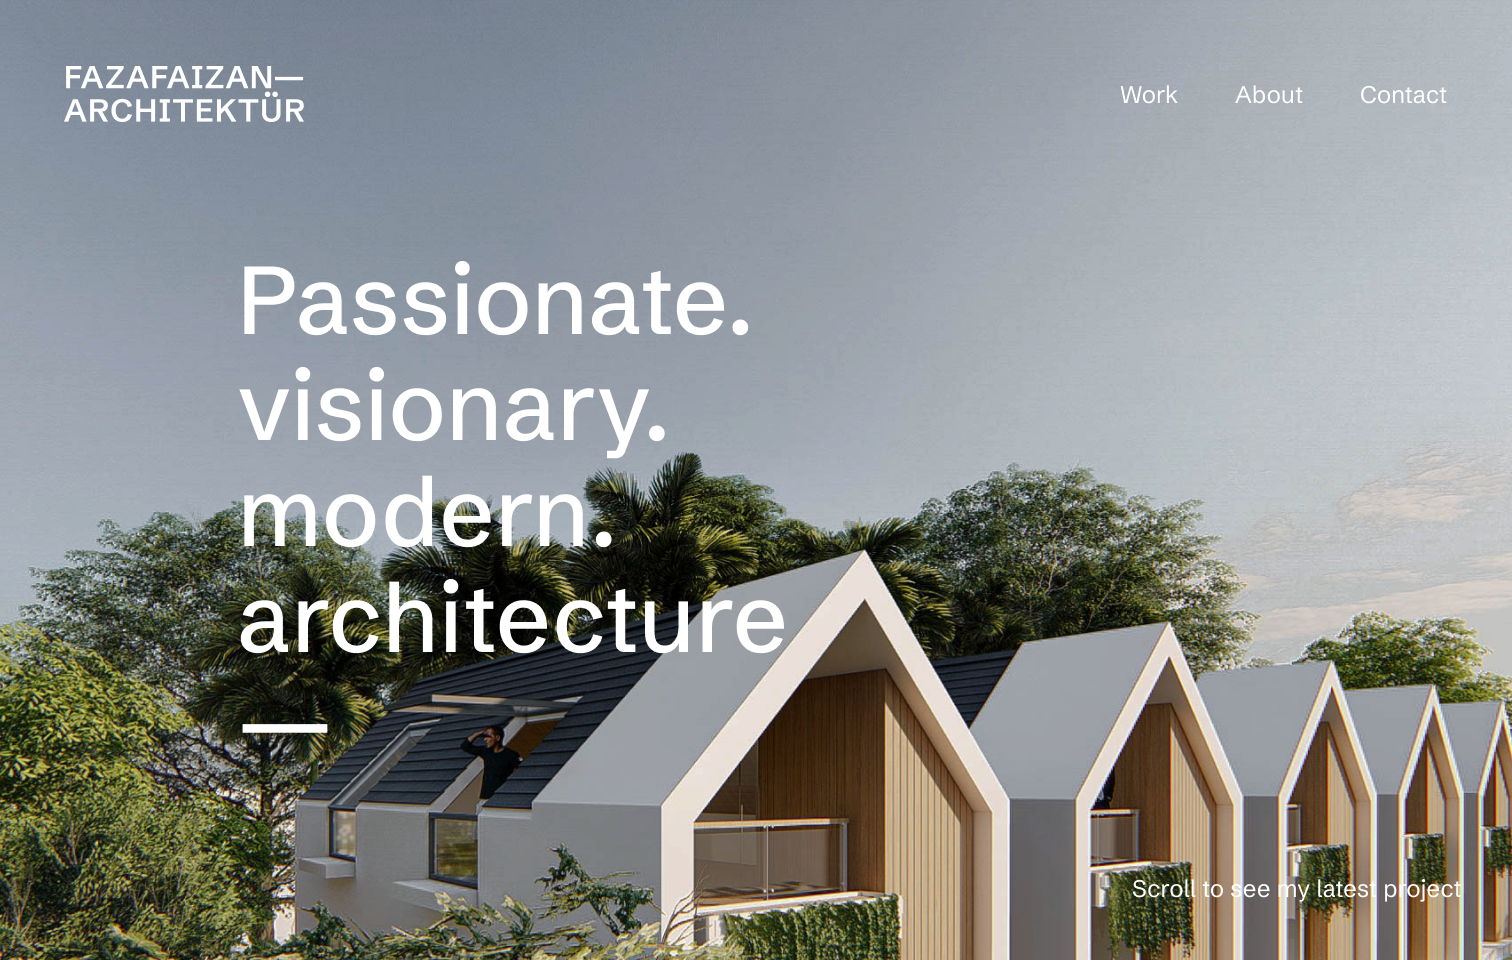 FAZAFAIZAN—
ARCHITEKTÜR
Work About Contact
Passionate.
visionary.
modern.
architecture
—
Scroll to see my latest project